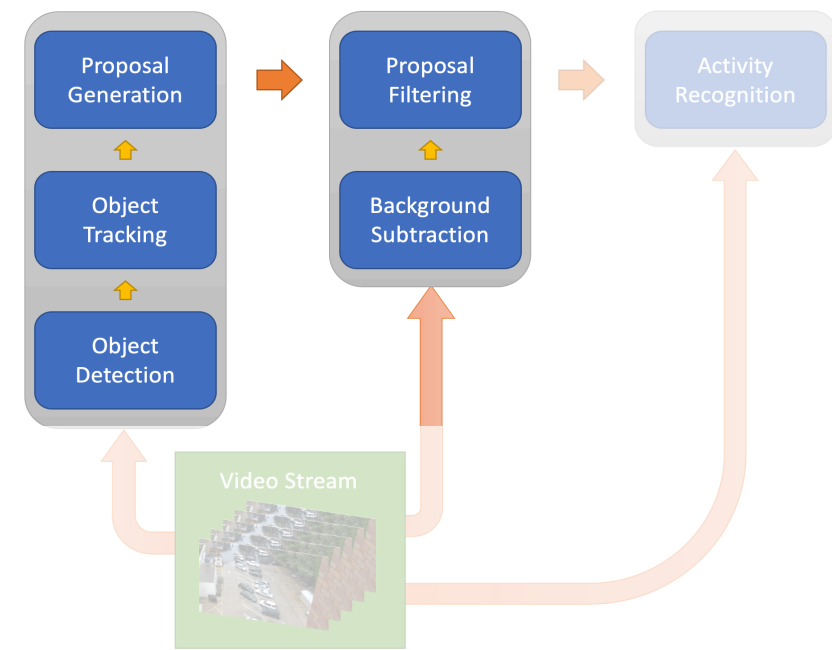 Proposal
Generation
Object
Tracking
Object
Detection
Proposal
Filtering
Background
Subtraction
Activity
Recognition
Video Stream